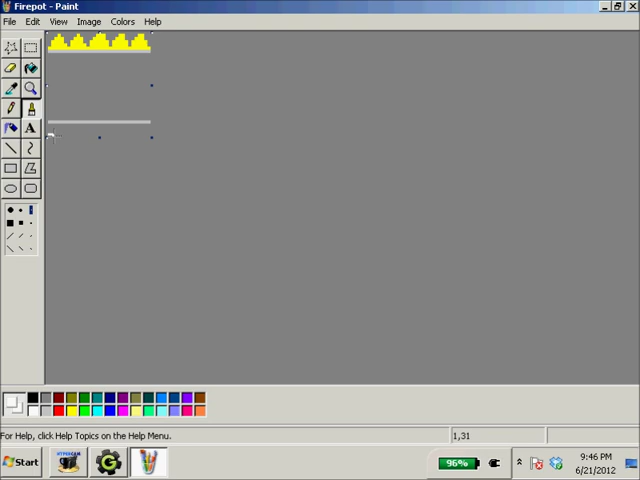 Firepot - Paint
File Edit View Image Colors Help
A
For Help, click Help Topics on the Help Menu.
1,31
Start
HYPERCAM
G
96%
9:46 PM
6/21/2012